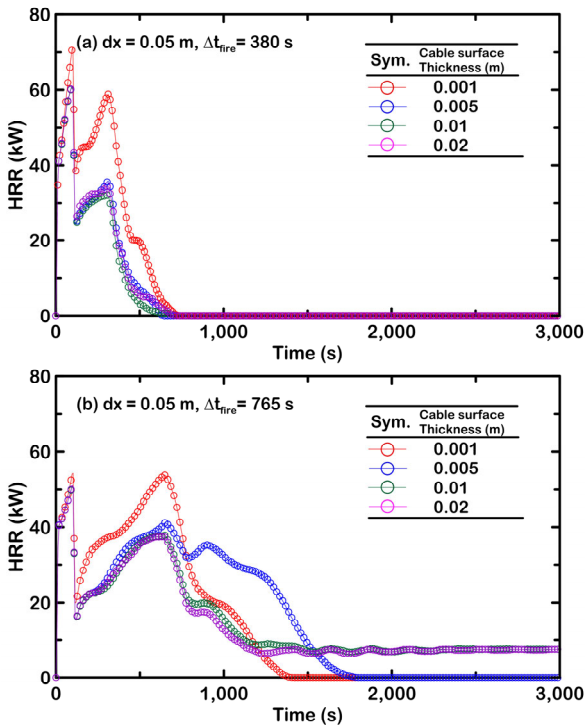 80
(a) dx = 0.05 m, Δt_fire = 380 s
60
40
20
0
HRR (kW)
Sym. Cable surface Thickness (m)
0.001
0.005
0.01
0.02
0 1,000 2,000 3,000
Time (s)
80
(b) dx = 0.05 m, Δt_fire = 765 s
60
40
20
0
HRR (kW)
Sym. Cable surface Thickness (m)
0.001
0.005
0.01
0.02
0 1,000 2,000 3,000
Time (s)